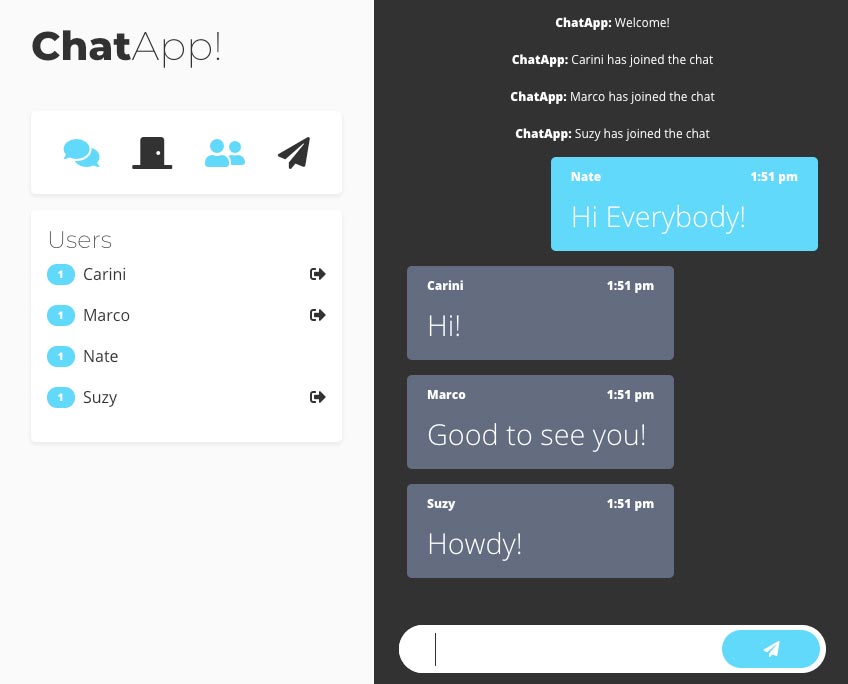 ChatApp!
Users
1 Carini
1 Marco
1 Nate
1 Suzy
ChatApp: Welcome!
ChatApp: Carini has joined the chat
ChatApp: Marco has joined the chat
ChatApp: Suzy has joined the chat
Nate 1:51 pm
Hi Everybody!
Carini 1:51 pm
Hi!
Marco 1:51 pm
Good to see you!
Suzy 1:51 pm
Howdy!